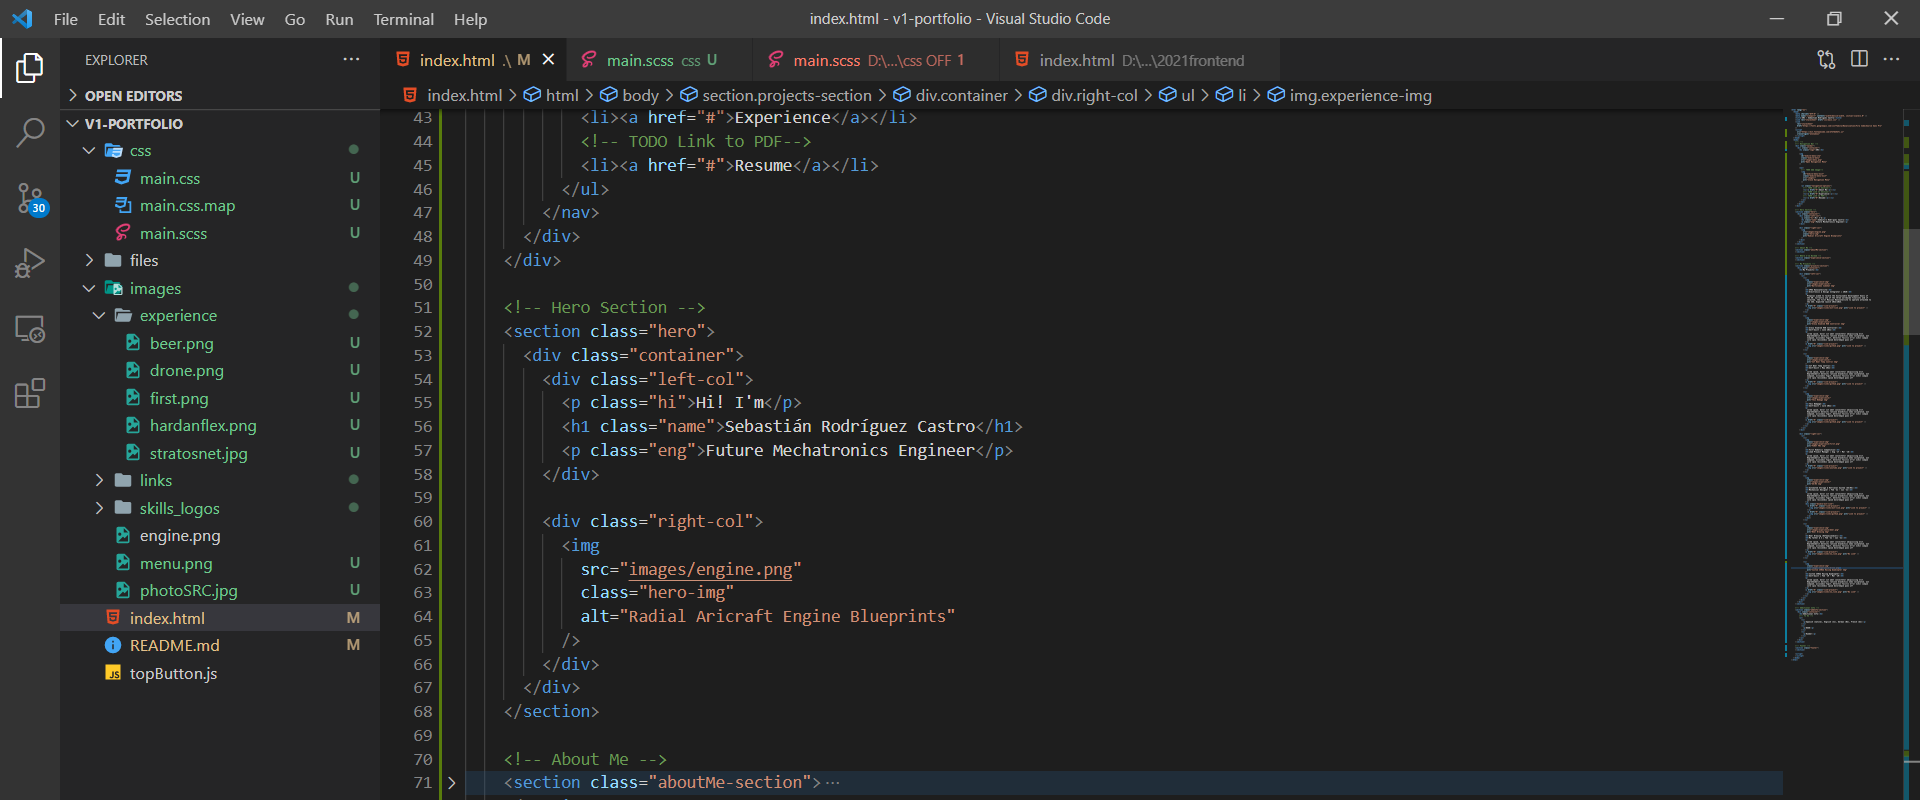 File Edit Selection View Go Run Terminal Help
index.html - v1-portfolio - Visual Studio Code
EXPLORER
index.html .\ M
main.scss css U
main.scss D:\...\css OFF 1
index.html D:\...\2021frontend
index.html > html > body > section.projects-section > div.container > div.right-col > ul > li > img.experience-img
OPEN EDITORS
V1-PORTFOLIO
css
main.css U
main.css.map U
main.scss U
files
images
experience
beer.png U
drone.png U
first.png U
hardanflex.png U
stratosnet.jpg U
links
skills_logos
engine.png
menu.png U
photoSRC.jpg U
index.html M
README.md M
JS topButton.js
30
43 <li><a href="#">Experience</a></li>
44 <!-- TODO Link to PDF-->
45 <li><a href="#">Resume</a></li>
46 </ul>
47 </nav>
48 </div>
49 </div>
50
51 <!-- Hero Section -->
52 <section class="hero">
53 <div class="container">
54 <div class="left-col">
55 <p class="hi">Hi! I'm</p>
56 <h1 class="name">Sebastián Rodríguez Castro</h1>
57 <p class="eng">Future Mechatronics Engineer</p>
58 </div>
59
60 <div class="right-col">
61 <img
62 src="images/engine.png"
63 class="hero-img"
64 alt="Radial Aricraft Engine Blueprints"
65 />
66 </div>
67 </div>
68 </section>
69
70 <!-- About Me -->
71 <section class="aboutMe-section"> ...